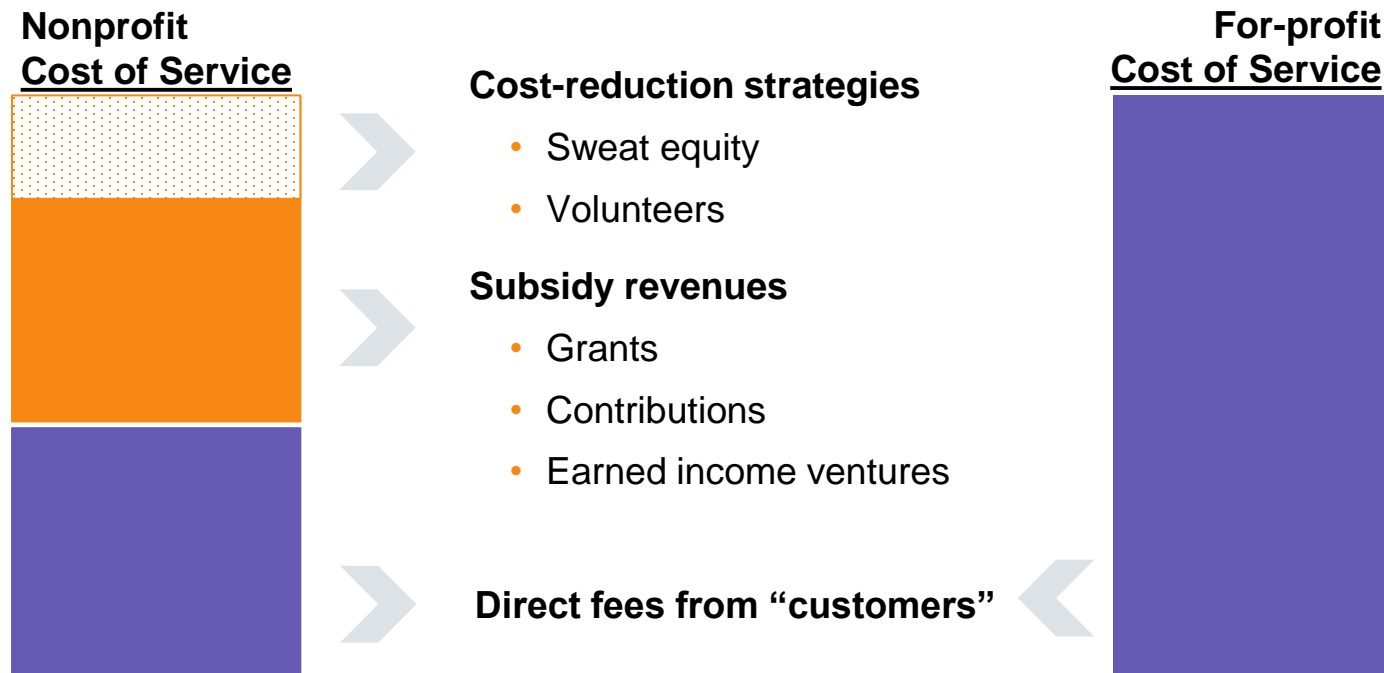 Nonprofit
Cost of Service
For-profit
Cost of Service
Cost-reduction strategies
• Sweat equity
• Volunteers
Subsidy revenues
• Grants
• Contributions
• Earned income ventures
Direct fees from “customers”